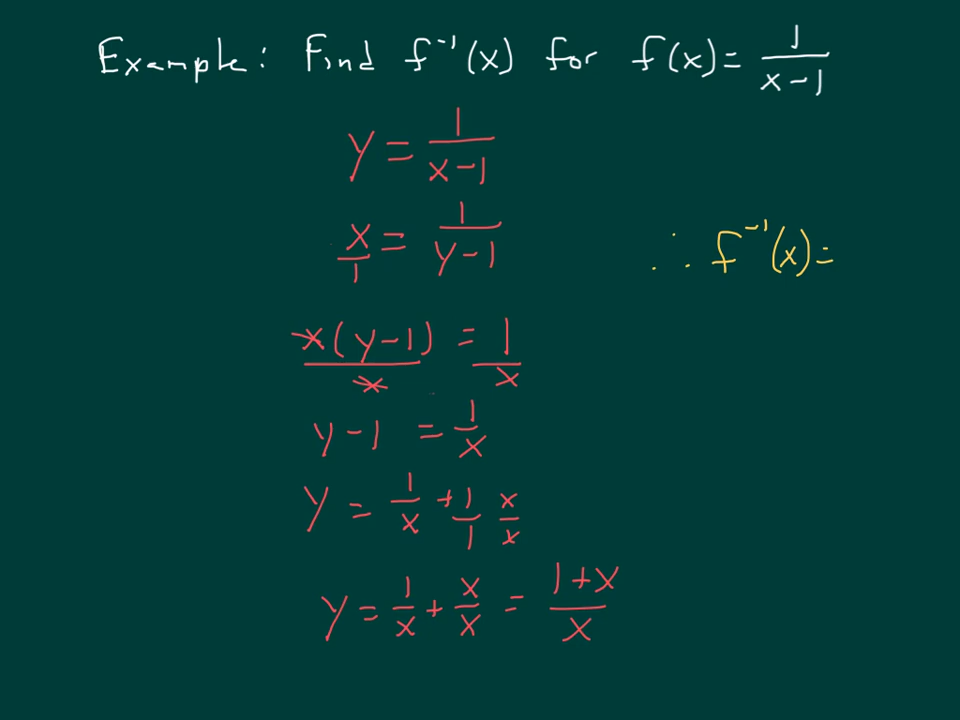 Example: Find f⁻¹(x) for f(x) = 1/(x-1)
y = 1/(x-1)
x/1 = 1/(y-1)
∴ f⁻¹(x) =
x(y-1)/x = 1/x
y-1 = 1/x
y = 1/x + 1/1 x/x
y = 1/x + x/x = (1+x)/x